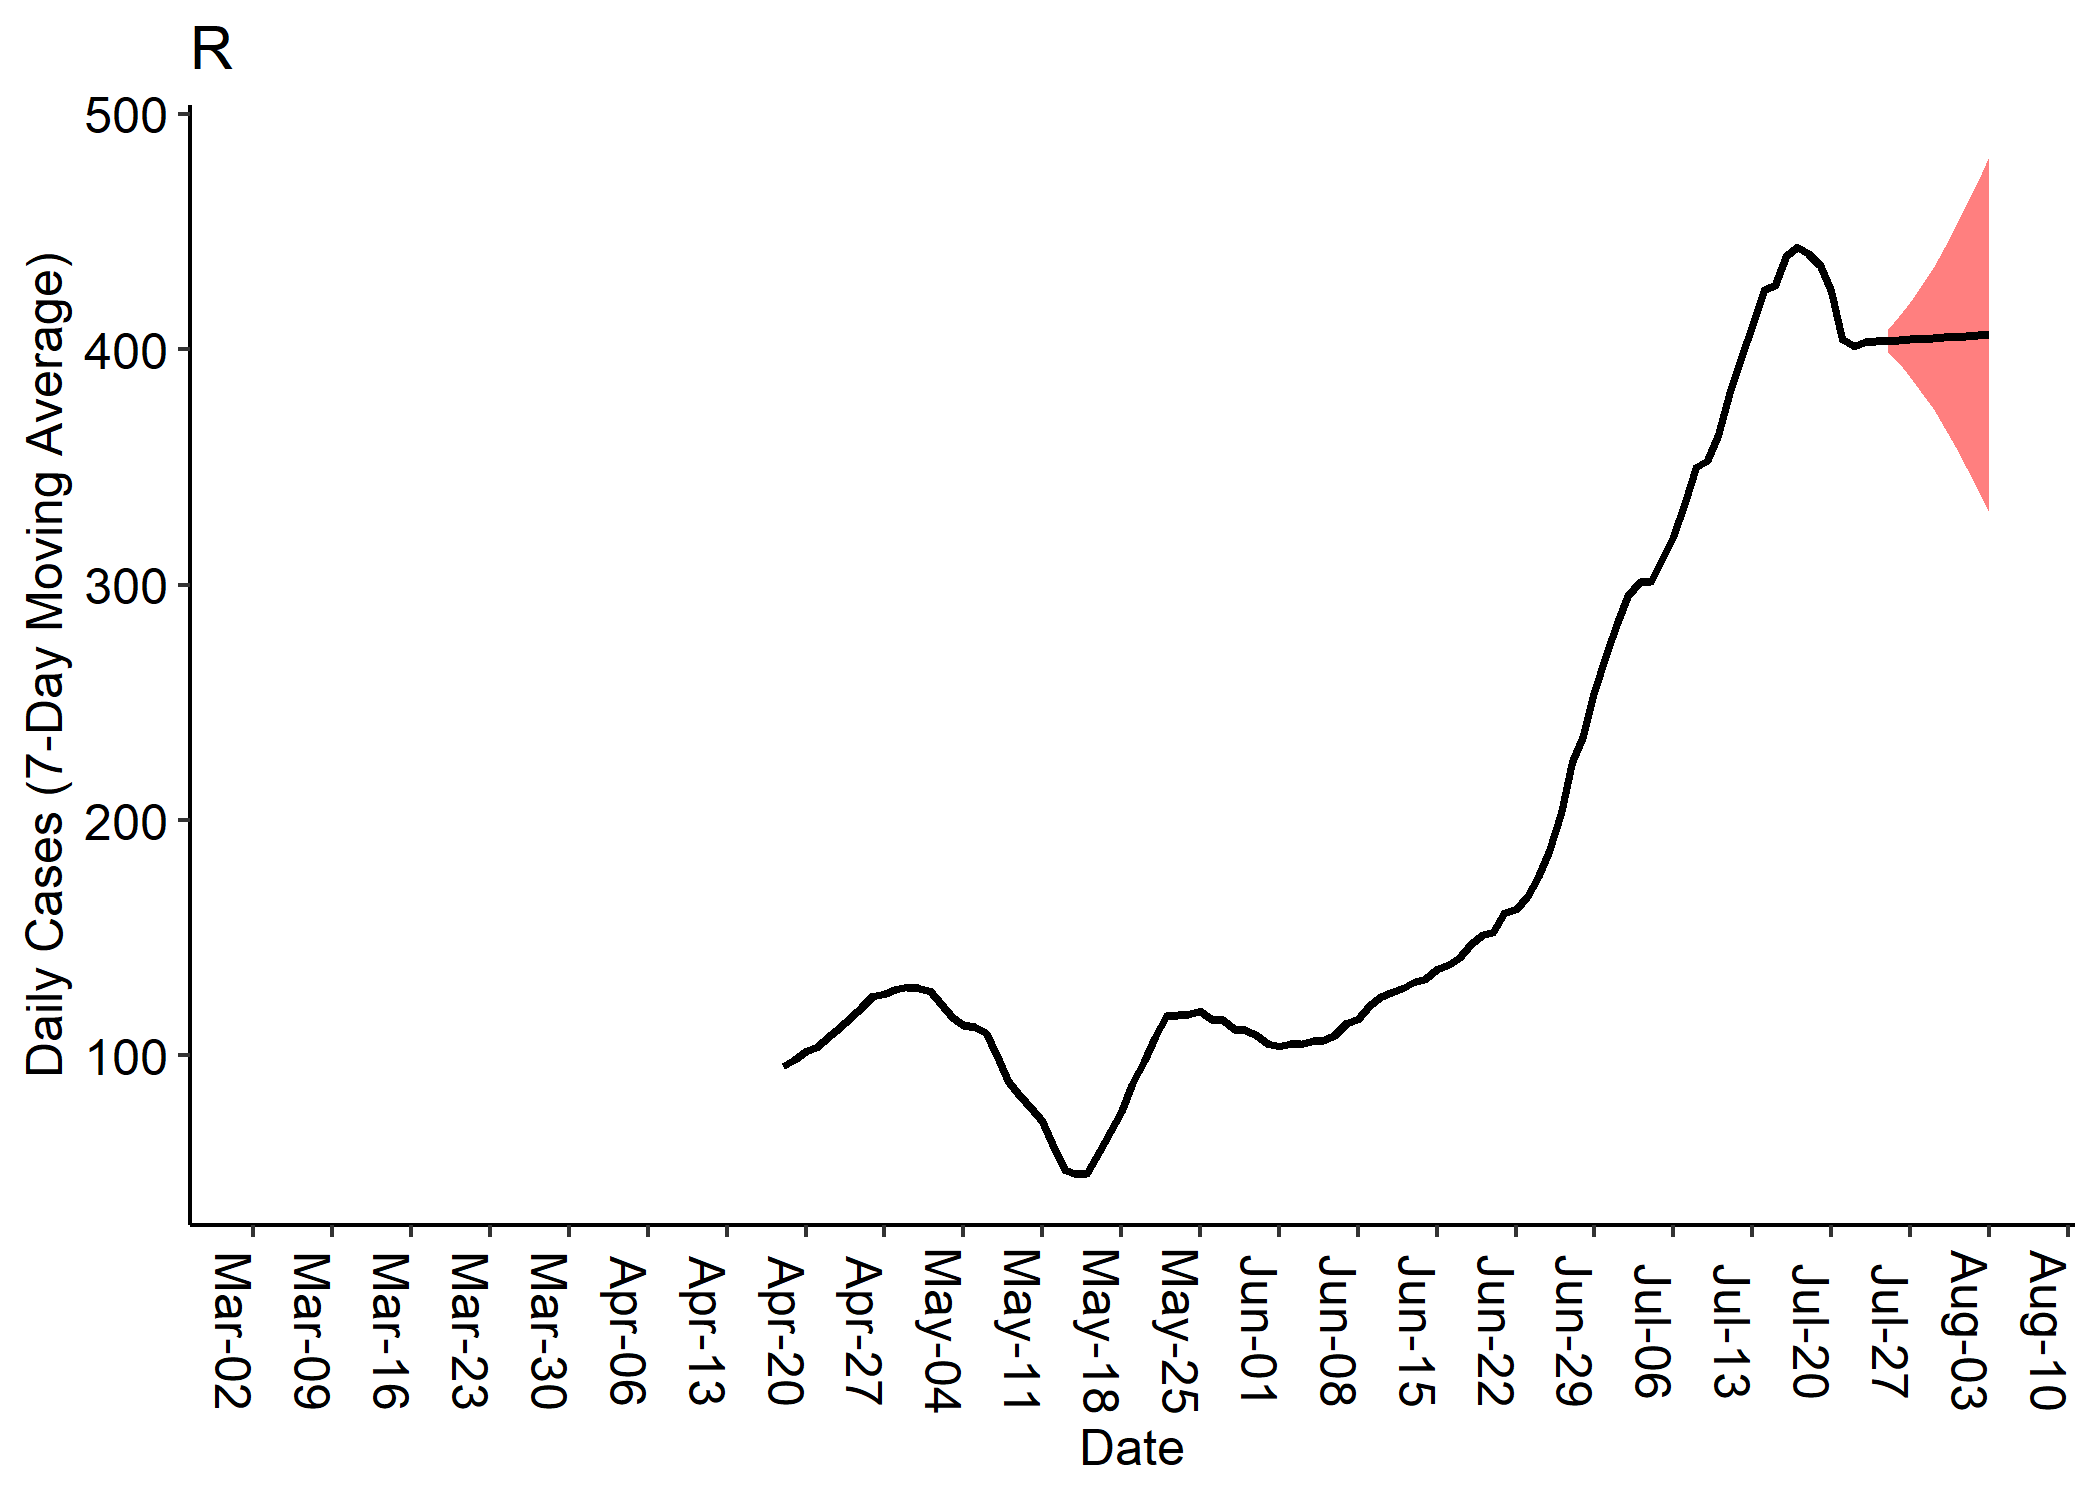 R
500
400
300
200
100
Daily Cases (7-Day Moving Average)
Mar-02
Mar-09
Mar-16
Mar-23
Mar-30
Apr-06
Apr-13
Apr-20
Apr-27
May-04
May-11
May-18
May-25
Jun-01
Jun-08
Jun-15
Jun-22
Jun-29
Jul-06
Jul-13
Jul-20
Jul-27
Aug-03
Aug-10
Date